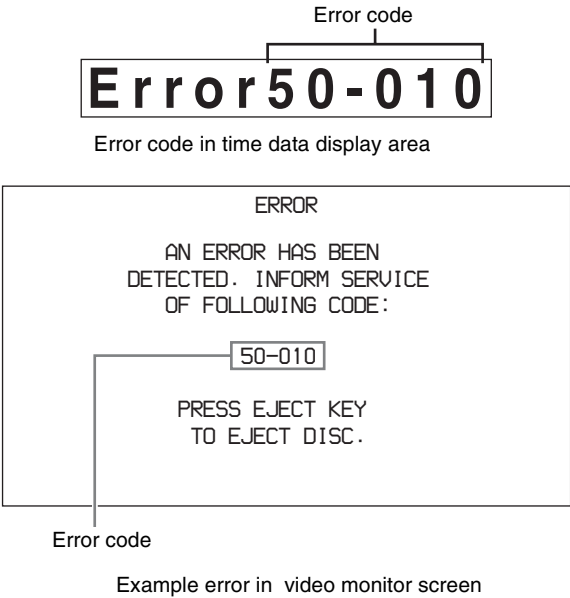 Error code
Error50-010
Error code in time data display area
ERROR
AN ERROR HAS BEEN
DETECTED. INFORM SERVICE
OF FOLLOWING CODE:
50-010
PRESS EJECT KEY
TO EJECT DISC.
Error code
Example error in video monitor screen